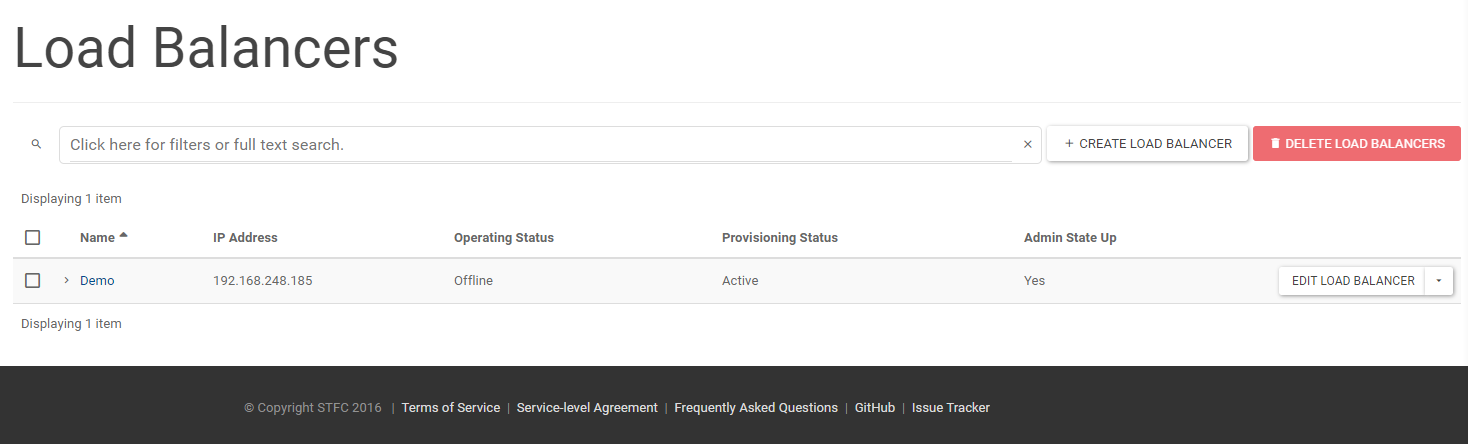 Load Balancers
Click here for filters or full text search. × + CREATE LOAD BALANCER DELETE LOAD BALANCERS
Displaying 1 item
Name IP Address Operating Status Provisioning Status Admin State Up
Demo 192.168.248.185 Offline Active Yes EDIT LOAD BALANCER
Displaying 1 item
© Copyright STFC 2016 | Terms of Service | Service-level Agreement | Frequently Asked Questions | GitHub | Issue Tracker